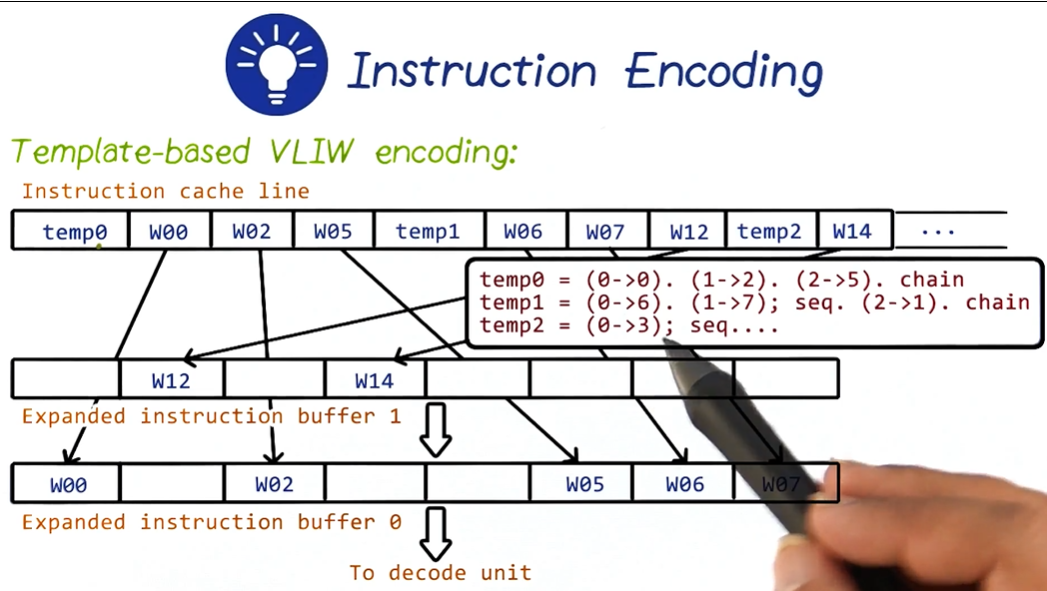 Instruction Encoding
Template-based VLIW encoding:
Instruction cache line
temp0 W00 W02 W05 temp1 W06 W07 W12 temp2 W14 ...
temp0 = (0->0). (1->2). (2->5). chain
temp1 = (0->6). (1->7); seq. (2->1). chain
temp2 = (0->3); seq....
W12 W14
Expanded instruction buffer 1
W00 W02 W05 W06 W07
Expanded instruction buffer 0
To decode unit